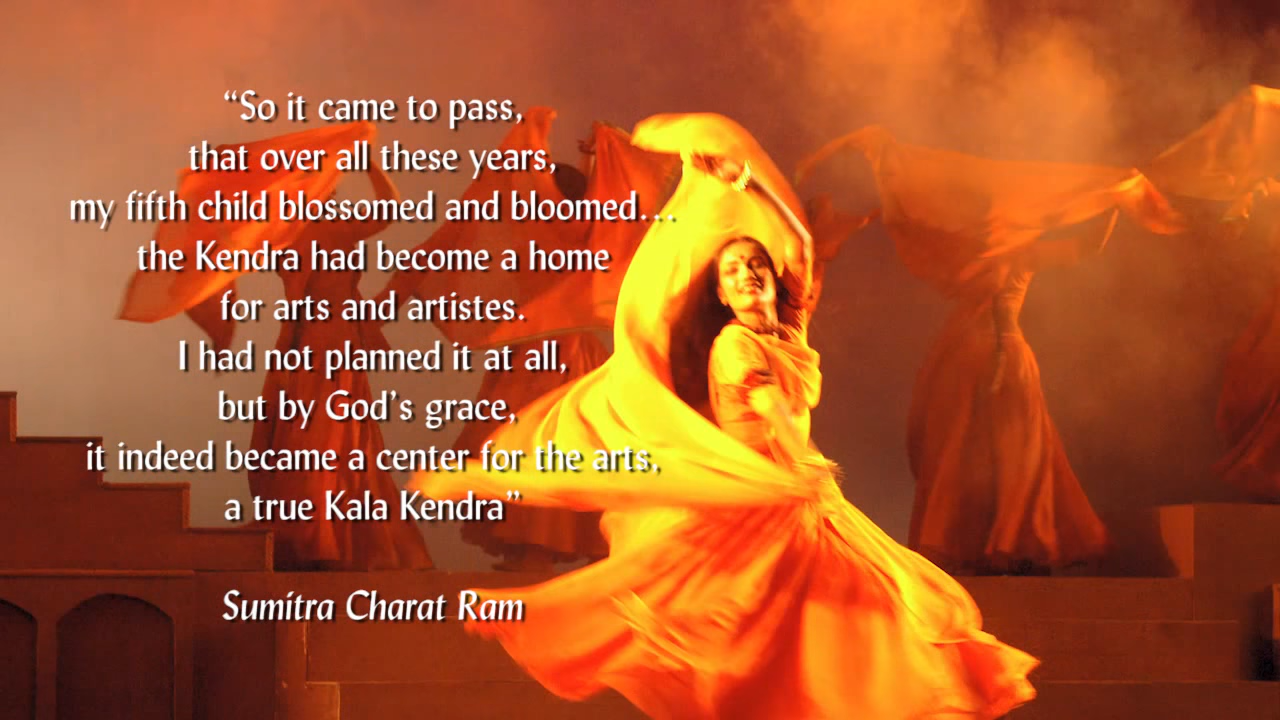 “So it came to pass,
that over all these years,
my fifth child blossomed and bloomed...
the Kendra had become a home
for arts and artistes.
I had not planned it at all,
but by God’s grace,
it indeed became a center for the arts,
a true Kala Kendra”
Sumitra Charat Ram